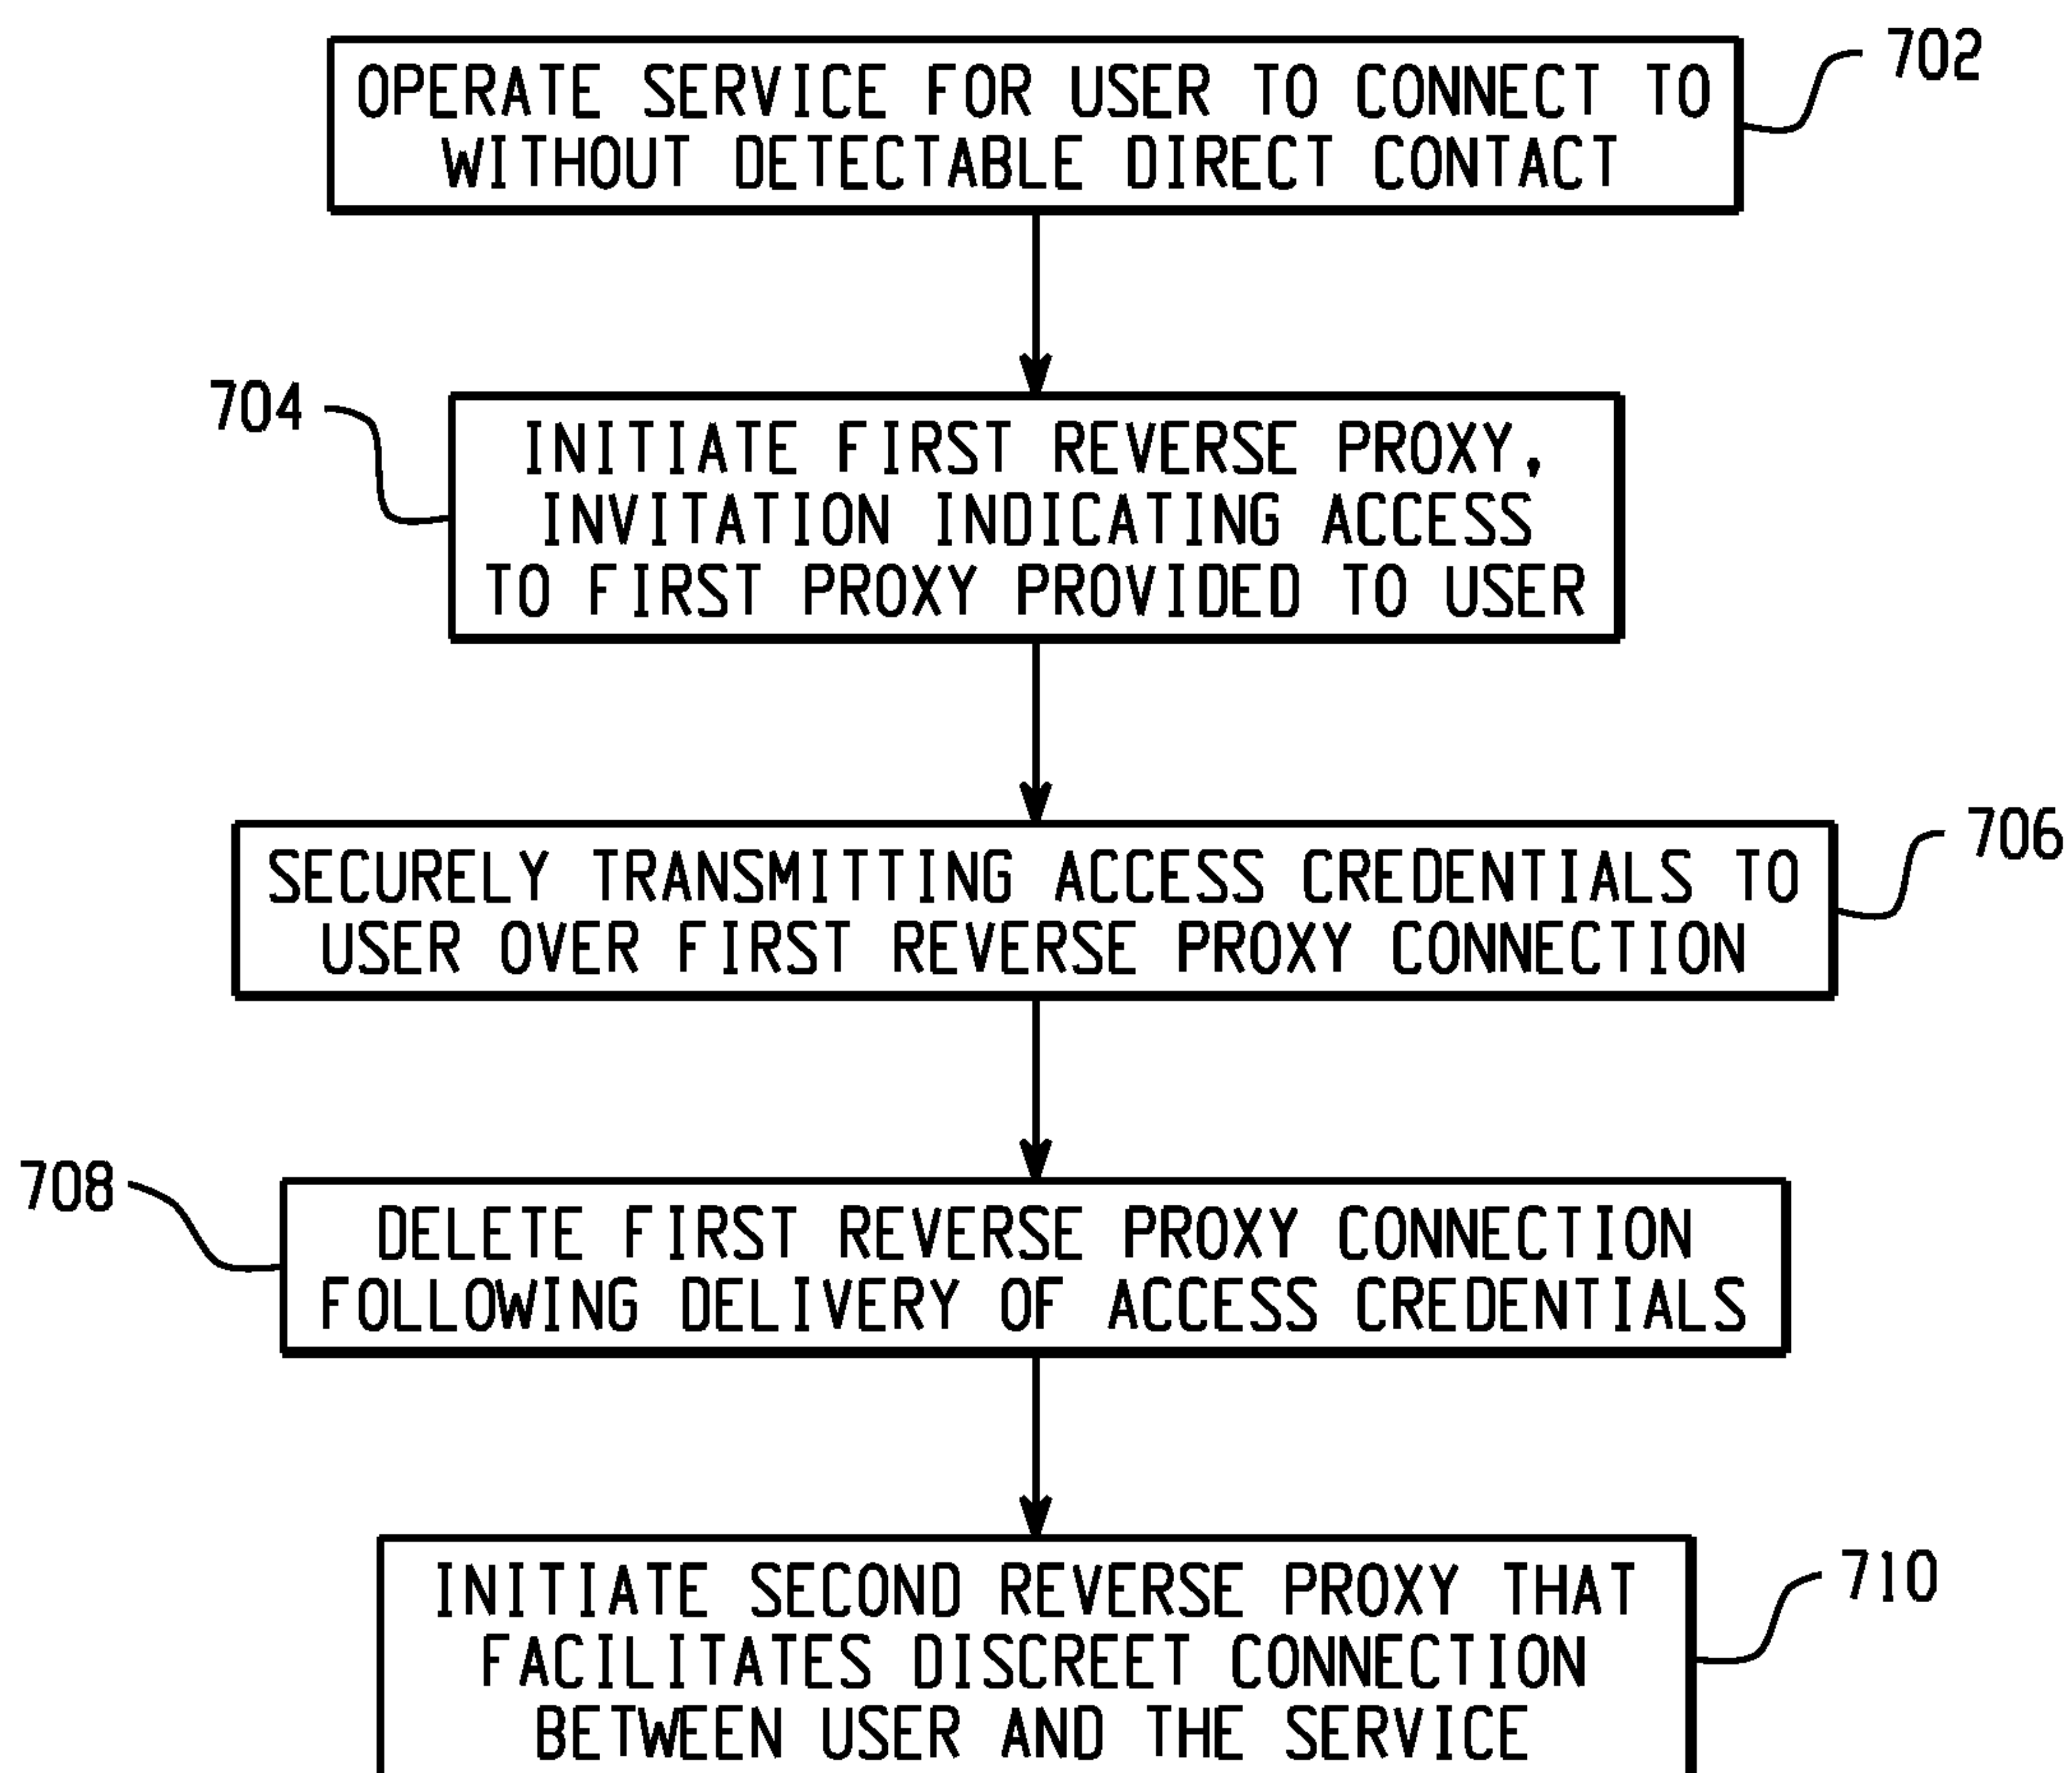 702
OPERATE SERVICE FOR USER TO CONNECT TO
WITHOUT DETECTABLE DIRECT CONTACT
704
INITIATE FIRST REVERSE PROXY,
INVITATION INDICATING ACCESS
TO FIRST PROXY PROVIDED TO USER
706
SECURELY TRANSMITTING ACCESS CREDENTIALS TO
USER OVER FIRST REVERSE PROXY CONNECTION
708
DELETE FIRST REVERSE PROXY CONNECTION
FOLLOWING DELIVERY OF ACCESS CREDENTIALS
710
INITIATE SECOND REVERSE PROXY THAT
FACILITATES DISCREET CONNECTION
BETWEEN USER AND THE SERVICE